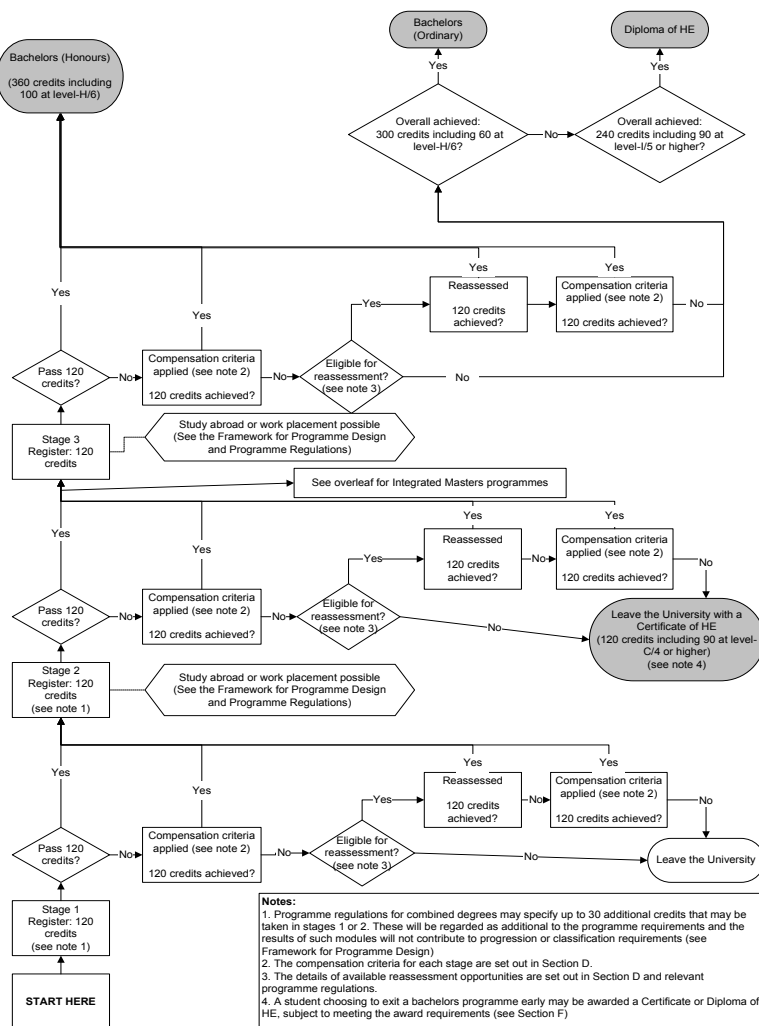 Bachelors
(Ordinary)
Diploma of HE
Bachelors (Honours)
(360 credits including
100 at level-H/6)
Yes
Yes
Overall achieved:
300 credits including 60 at
level-H/6?
No
Overall achieved:
240 credits including 90 at
level-I/5 or higher?
Yes
Yes
Yes
Yes
Yes
Reassessed
120 credits
achieved?
Compensation criteria
applied (see note 2)
120 credits achieved?
No
Pass 120
credits?
No
Compensation criteria
applied (see note 2)
120 credits achieved?
No
Eligible for
reassessment?
(see note 3)
No
Stage 3
Register: 120
credits
Study abroad or work placement possible
(See the Framework for Programme Design
and Programme Regulations)
See overleaf for Integrated Masters programmes
Yes
Yes
Yes
Yes
Yes
Reassessed
120 credits
achieved?
No
Compensation criteria
applied (see note 2)
120 credits achieved?
No
Pass 120
credits?
No
Compensation criteria
applied (see note 2)
120 credits achieved?
No
Eligible for
reassessment?
(see note 3)
No
Leave the University with a
Certificate of HE
(120 credits including 90 at level-
C/4 or higher)
(see note 4)
Stage 2
Register: 120
credits
(see note 1)
Study abroad or work placement possible
(See the Framework for Programme Design
and Programme Regulations)
Yes
Yes
Yes
Yes
Yes
Reassessed
120 credits
achieved?
No
Compensation criteria
applied (see note 2)
120 credits achieved?
No
Pass 120
credits?
No
Compensation criteria
applied (see note 2)
120 credits achieved?
No
Eligible for
reassessment?
(see note 3)
No
Leave the University
Stage 1
Register: 120
credits
(see note 1)
START HERE
Notes:
1. Programme regulations for combined degrees may specify up to 30 additional credits that may be
taken in stages 1 or 2. These will be regarded as additional to the programme requirements and the
results of such modules will not contribute to progression or classification requirements (see
Framework for Programme Design)
2. The compensation criteria for each stage are set out in Section D.
3. The details of available reassessment opportunities are set out in Section D and relevant
programme regulations.
4. A student choosing to exit a bachelors programme early may be awarded a Certificate or Diploma of
HE, subject to meeting the award requirements (see Section F)